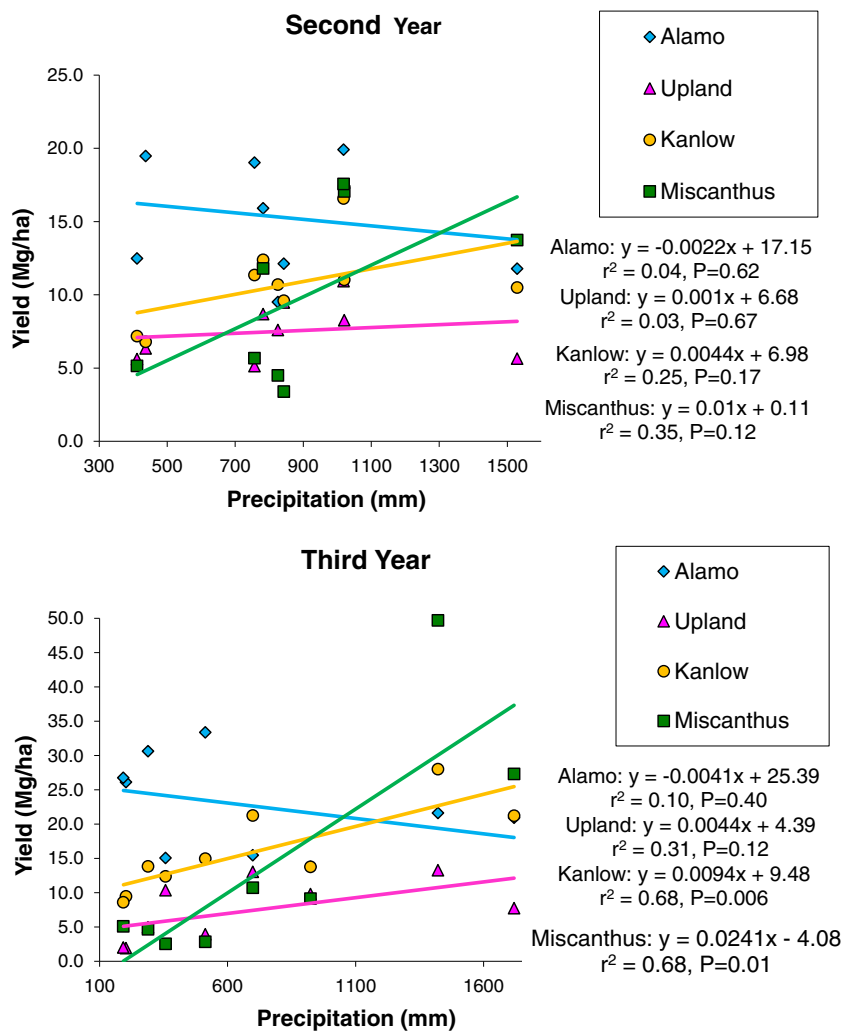 Second Year
Alamo
Upland
Kanlow
Miscanthus
25.0
20.0
15.0
10.0
5.0
0.0
Yield (Mg/ha)
300 700 900 1100 1300 1500
Precipitation (mm)
Alamo: y = -0.0022x + 17.15
r² = 0.04, P=0.62
Upland: y = 0.001x + 6.68
r² = 0.03, P=0.67
Kanlow: y = 0.0044x + 6.98
r² = 0.25, P=0.17
Miscanthus: y = 0.01x + 0.11
r² = 0.35, P=0.12
Third Year
Alamo
Upland
Kanlow
Miscanthus
50.0
45.0
40.0
35.0
30.0
25.0
20.0
15.0
10.0
5.0
0.0
Yield (Mg/ha)
100 600 1100 1600
Precipitation (mm)
Alamo: y = -0.0041x + 25.39
r² = 0.10, P=0.40
Upland: y = 0.0044x + 4.39
r² = 0.31, P=0.12
Kanlow: y = 0.0094x + 9.48
r² = 0.68, P=0.006
Miscanthus: y = 0.0241x - 4.08
r² = 0.68, P=0.01